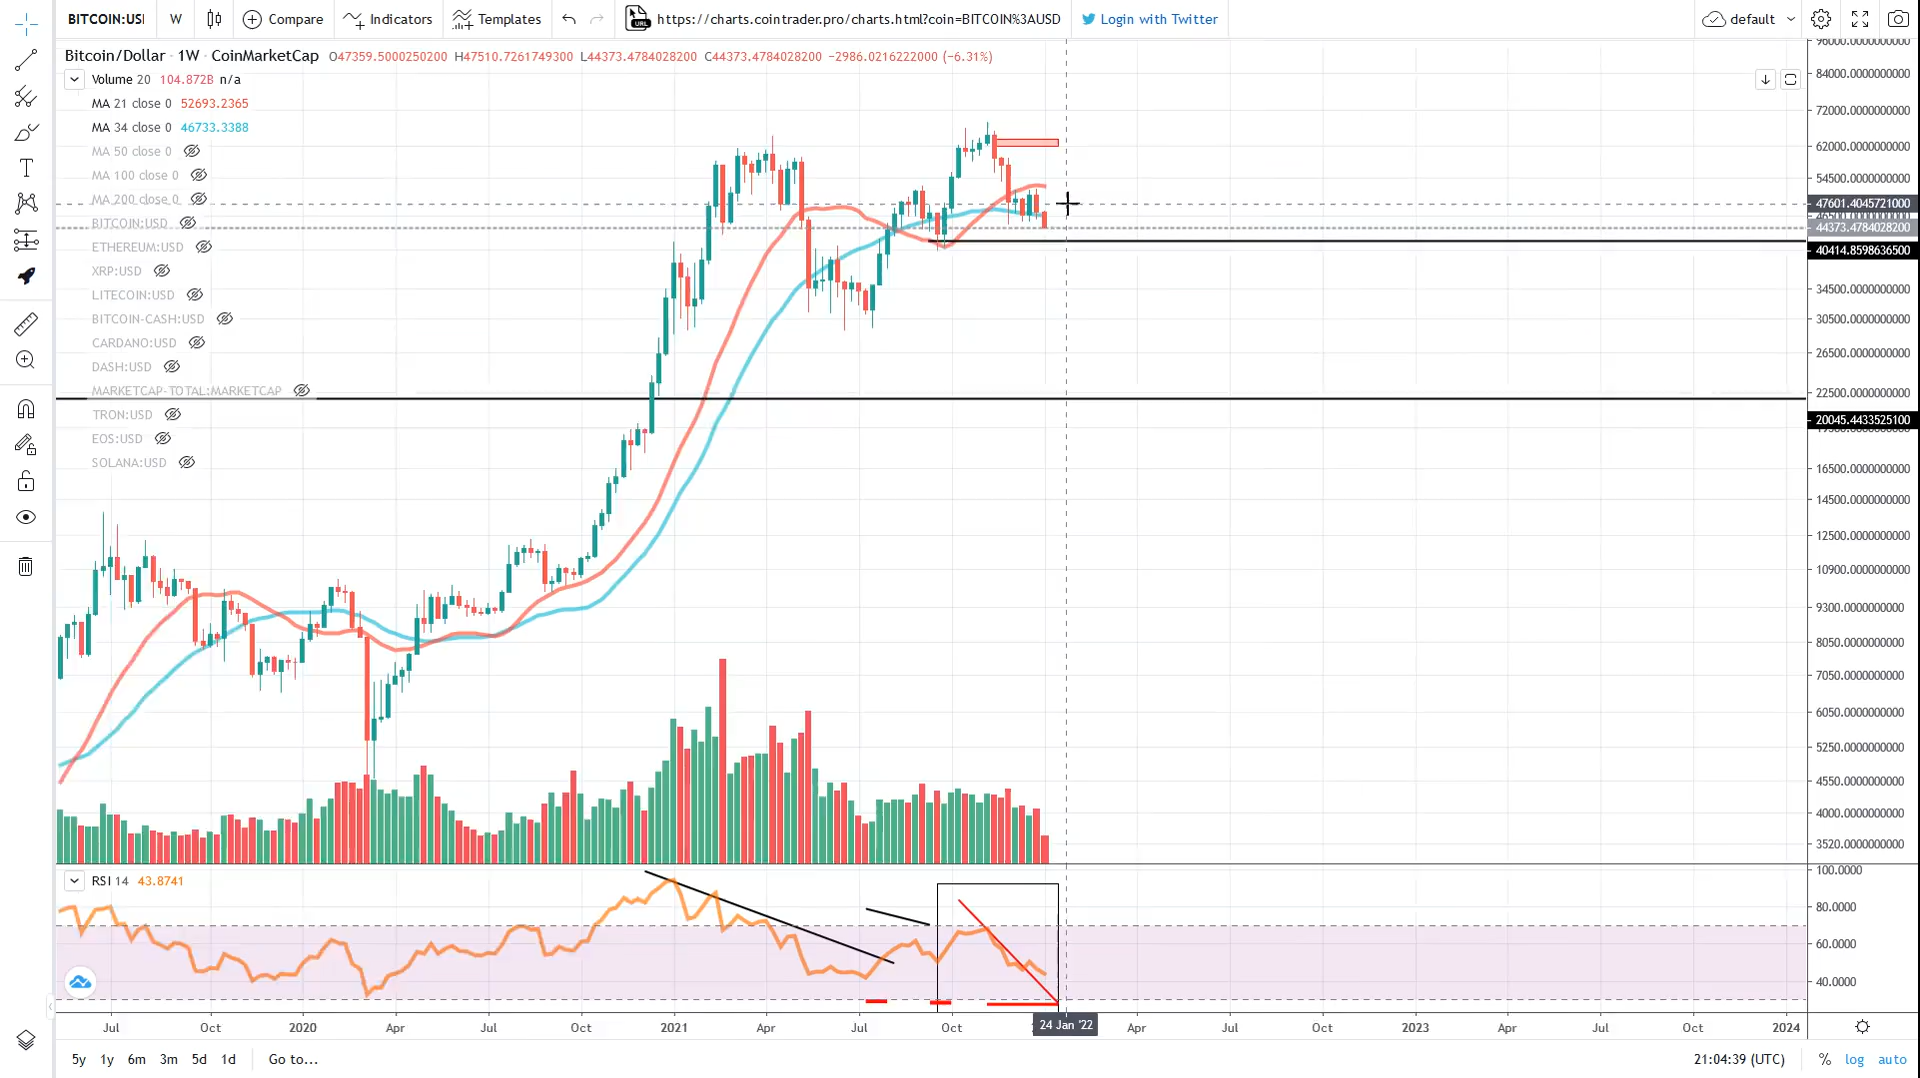 BITCOIN:USI W Compare Indicators Templates https://charts.cointrader.pro/charts.html?coin=BITCOIN%3AUSD Login with Twitter default
Bitcoin/Dollar · 1W · CoinMarketCap O47359.5000250200 H47510.7261749300 L44373.4784028200 C44373.4784028200 −2986.0216222000 (−6.31%)
Volume 20 104.872B n/a
MA 21 close 0 52693.2365
MA 34 close 0 46733.3388
MA 50 close 0
MA 100 close 0
MA 200 close 0
BITCOIN:USD
ETHEREUM:USD
XRP:USD
LITECOIN:USD
BITCOIN-CASH:USD
CARDANO:USD
DASH:USD
MARKETCAP-TOTAL:MARKETCAP
TRON:USD
EOS:USD
SOLANA:USD
96000.0000000000
84000.0000000000
72000.0000000000
62000.0000000000
54500.0000000000
47601.4045721000
44373.4784028200
40414.8598636500
34500.0000000000
30500.0000000000
26500.0000000000
22500.0000000000
20045.4433525100
16500.0000000000
14500.0000000000
12500.0000000000
10900.0000000000
9300.0000000000
8050.0000000000
7050.0000000000
6050.0000000000
5250.0000000000
4550.0000000000
4000.0000000000
3520.0000000000
RSI 14 43.8741
100.0000
80.0000
60.0000
40.0000
Jul Oct 2020 Apr Jul Oct 2021 Apr Jul Oct 24 Jan '22 Apr Jul Oct 2023 Apr Jul Oct 2024
5y 1y 6m 3m 5d 1d Go to... 21:04:39 (UTC) % log auto